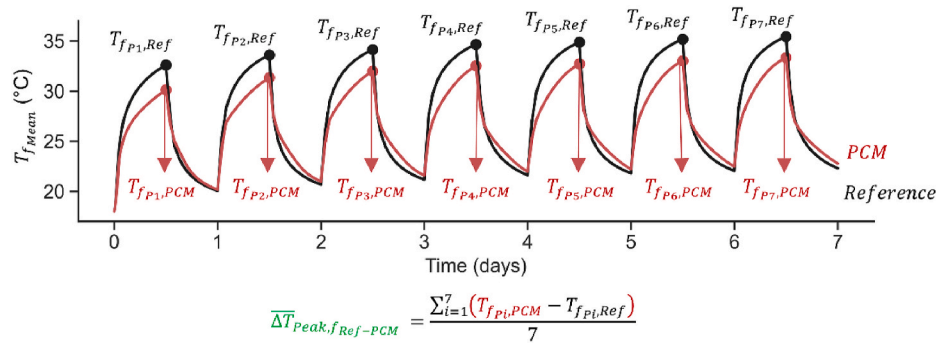 T_{f_{P1},Ref} T_{f_{P2},Ref} T_{f_{P3},Ref} T_{f_{P4},Ref} T_{f_{P5},Ref} T_{f_{P6},Ref} T_{f_{P7},Ref}
35
30
25
20
T_{f_{Mean}} (°C)
PCM
Reference
T_{f_{P1},PCM} T_{f_{P2},PCM} T_{f_{P3},PCM} T_{f_{P4},PCM} T_{f_{P5},PCM} T_{f_{P6},PCM} T_{f_{P7},PCM}
0 1 2 3 4 5 6 7
Time (days)
\overline{ΔT}_{Peak,f_{Ref-PCM}} = \frac{\sum_{i=1}^{7}(T_{f_{Pi},PCM} − T_{f_{Pi},Ref})}{7}